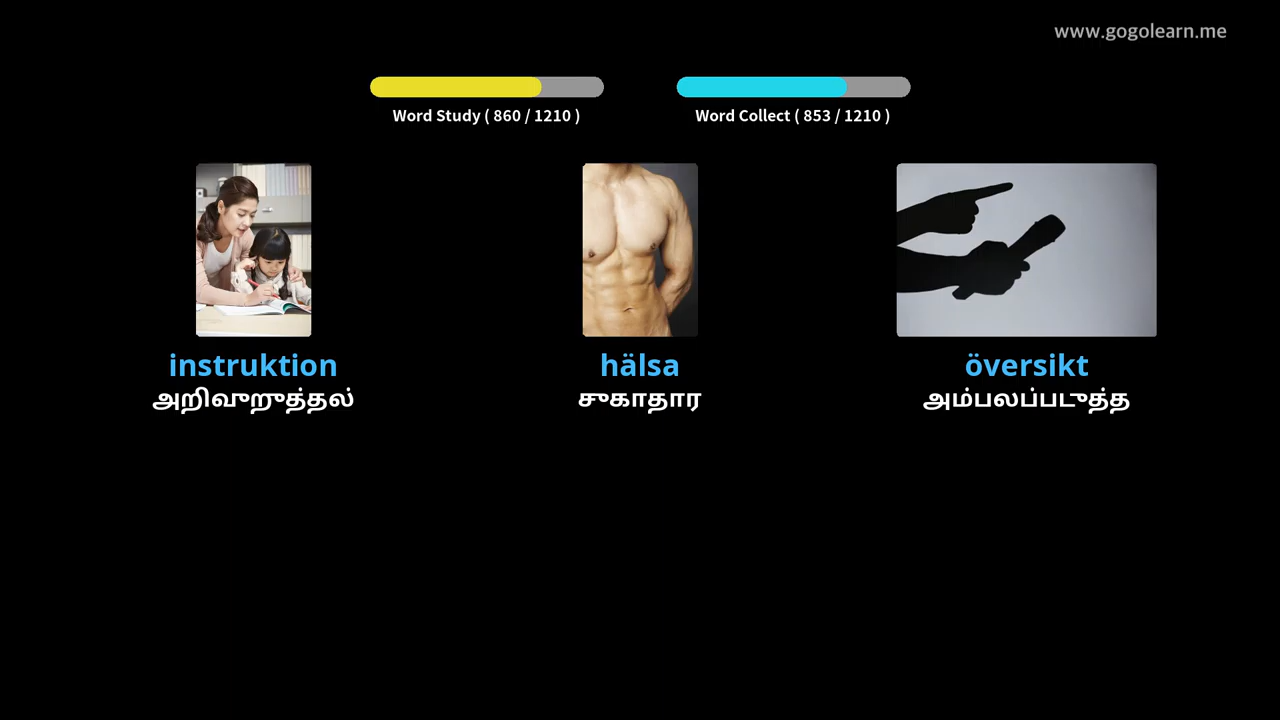 www.gogolearn.me
Word Study ( 860 / 1210 )
Word Collect ( 853 / 1210 )
instruktion
அறிவுறுத்தல்
hälsa
சுகாதார
översikt
அம்பலப்படுத்த